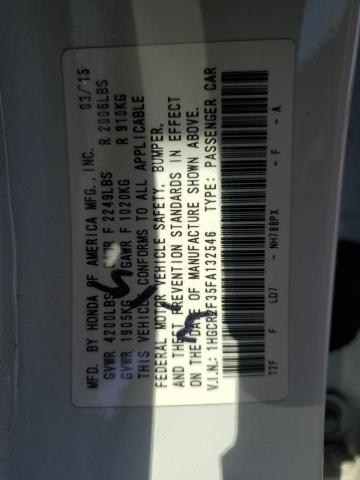 MFD. BY HONDA OF AMERICA MFG., INC. 03/'15
GVWR 4200LBS GAWR F 2249LBS R 2006LBS
GVWR 1905KG GAWR F 1020KG R 910KG
THIS VEHICLE CONFORMS TO ALL APPLICABLE
FEDERAL MOTOR VEHICLE SAFETY, BUMPER,
AND THEFT PREVENTION STANDARDS IN EFFECT
ON THE DATE OF MANUFACTURE SHOWN ABOVE.
V.I.N.: 1HGCR2F35FA132546 TYPE: PASSENGER CAR
T2F F LD7 - NH788PX - F - A